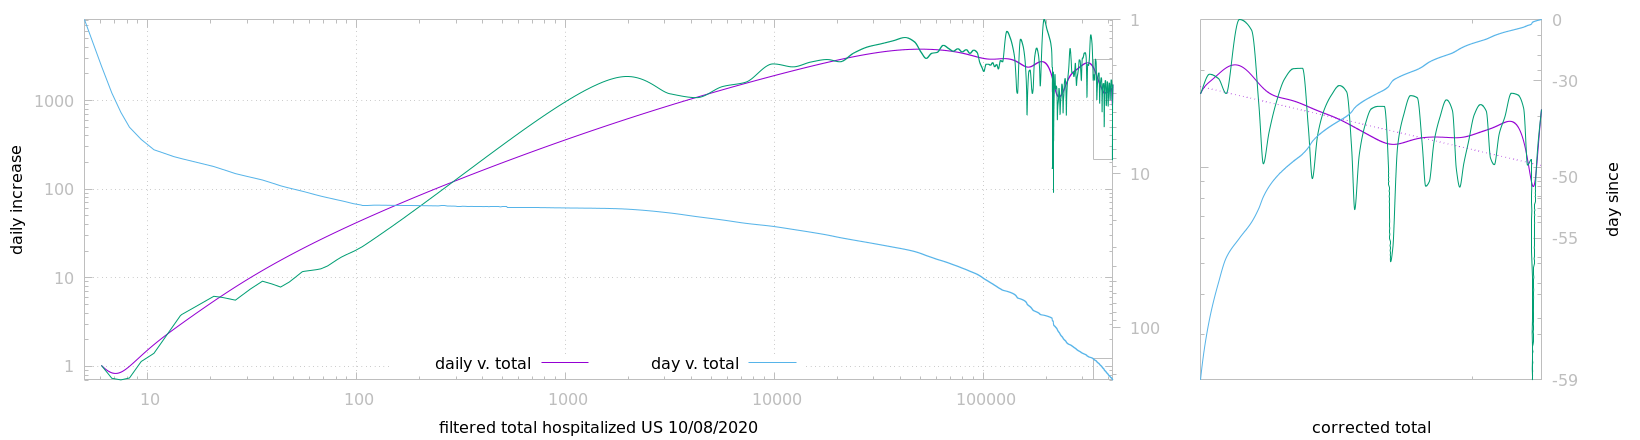 1
0
1000
-30
daily increase
100
10
-50
day since
-55
10
100
1
daily v. total
day v. total
-59
10
100
1000
10000
100000
filtered total hospitalized US 10/08/2020
corrected total